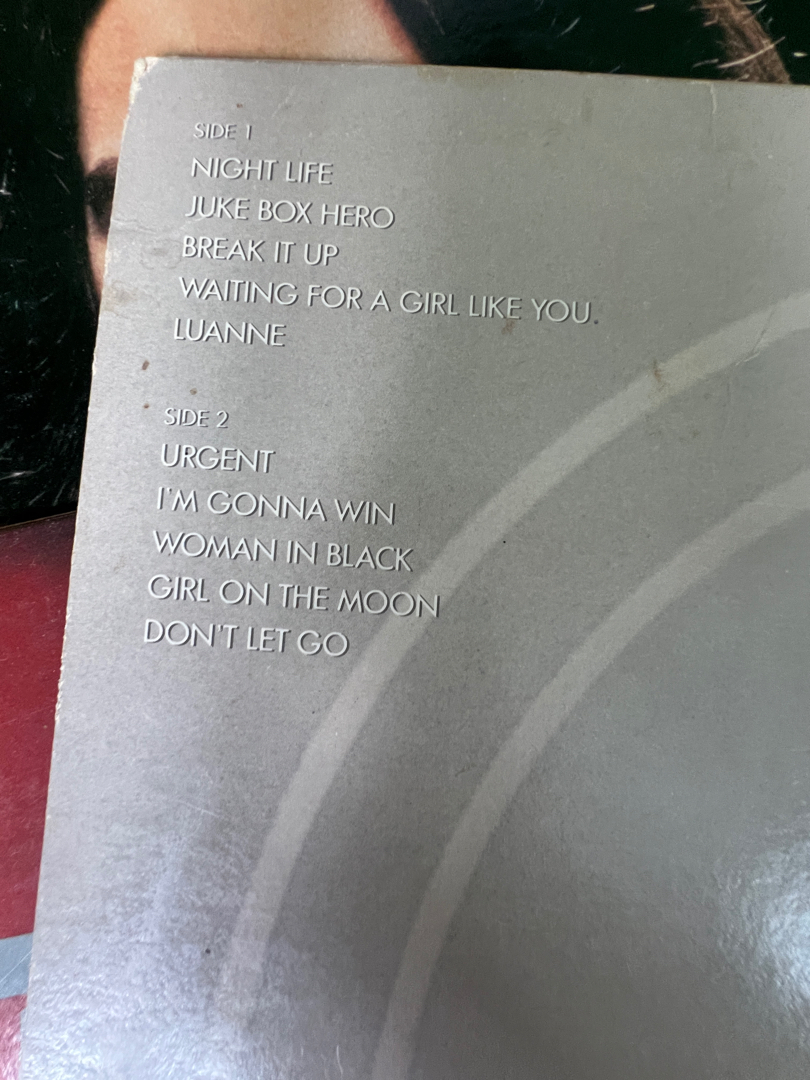 SIDE 1
NIGHT LIFE
JUKE BOX HERO
BREAK IT UP
WAITING FOR A GIRL LIKE YOU
LUANNE
SIDE 2
URGENT
I'M GONNA WIN
WOMAN IN BLACK
GIRL ON THE MOON
DON'T LET GO